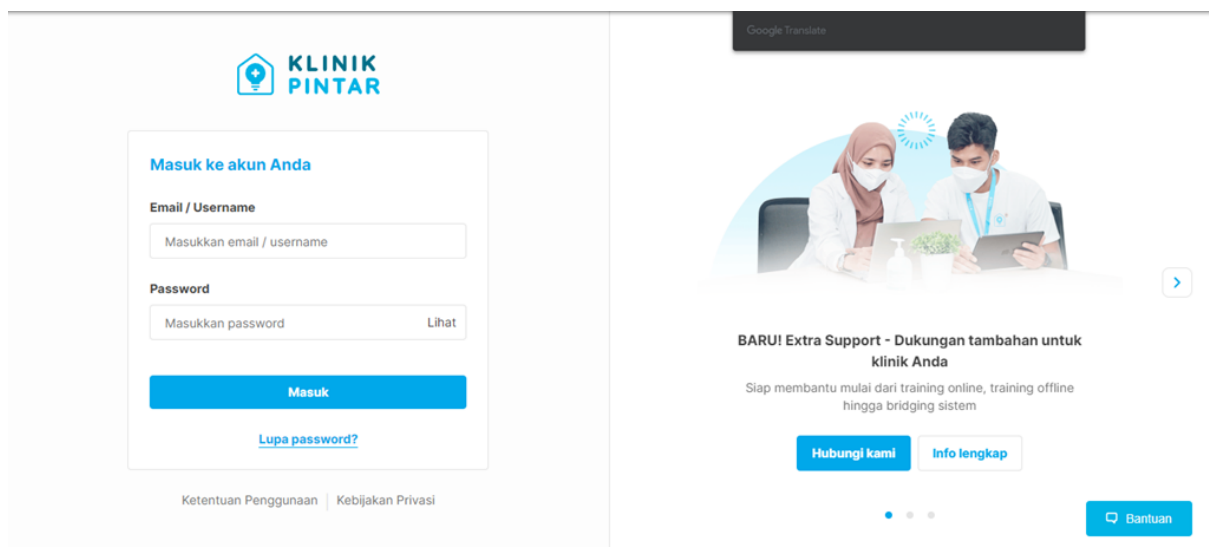 KLINIK
PINTAR
Masuk ke akun Anda
Email / Username
Masukkan email / username
Password
Masukkan password Lihat
Masuk
Lupa password?
Ketentuan Penggunaan | Kebijakan Privasi
Google Translate
BARU! Extra Support - Dukungan tambahan untuk
klinik Anda
Siap membantu mulai dari training online, training offline
hingga bridging sistem
Hubungi kami Info lengkap
Bantuan